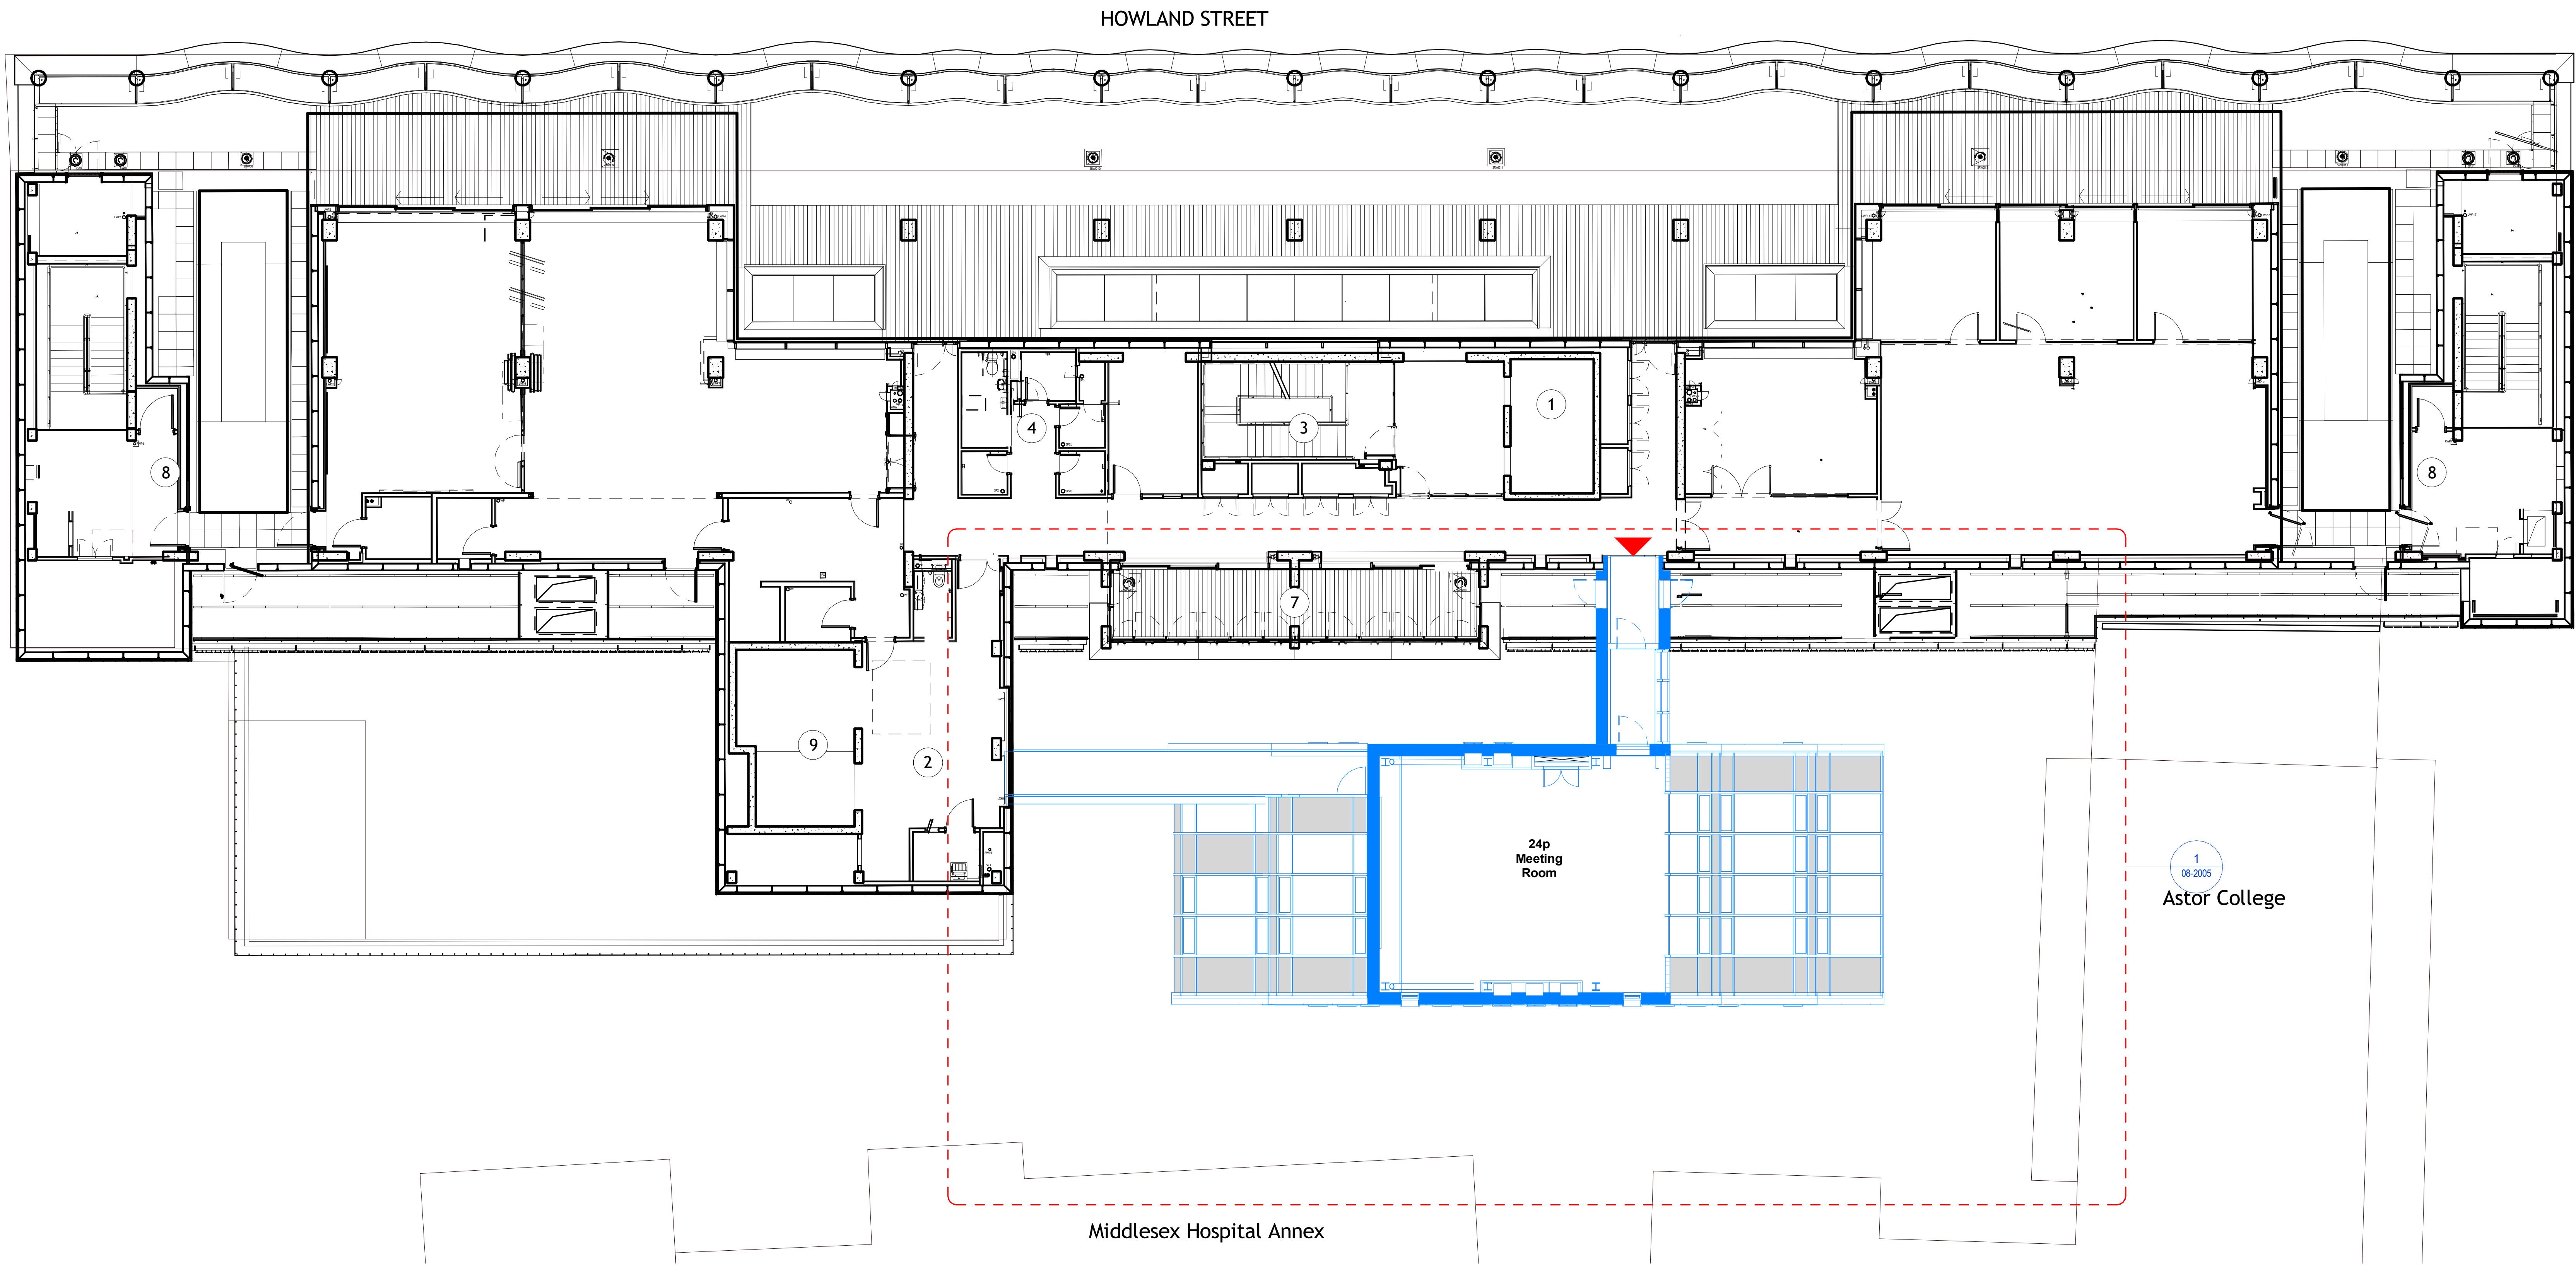 HOWLAND STREET
1
3
4
8
8
7
9
2
24p
Meeting
Room
1
08-2005
Astor College
Middlesex Hospital Annex